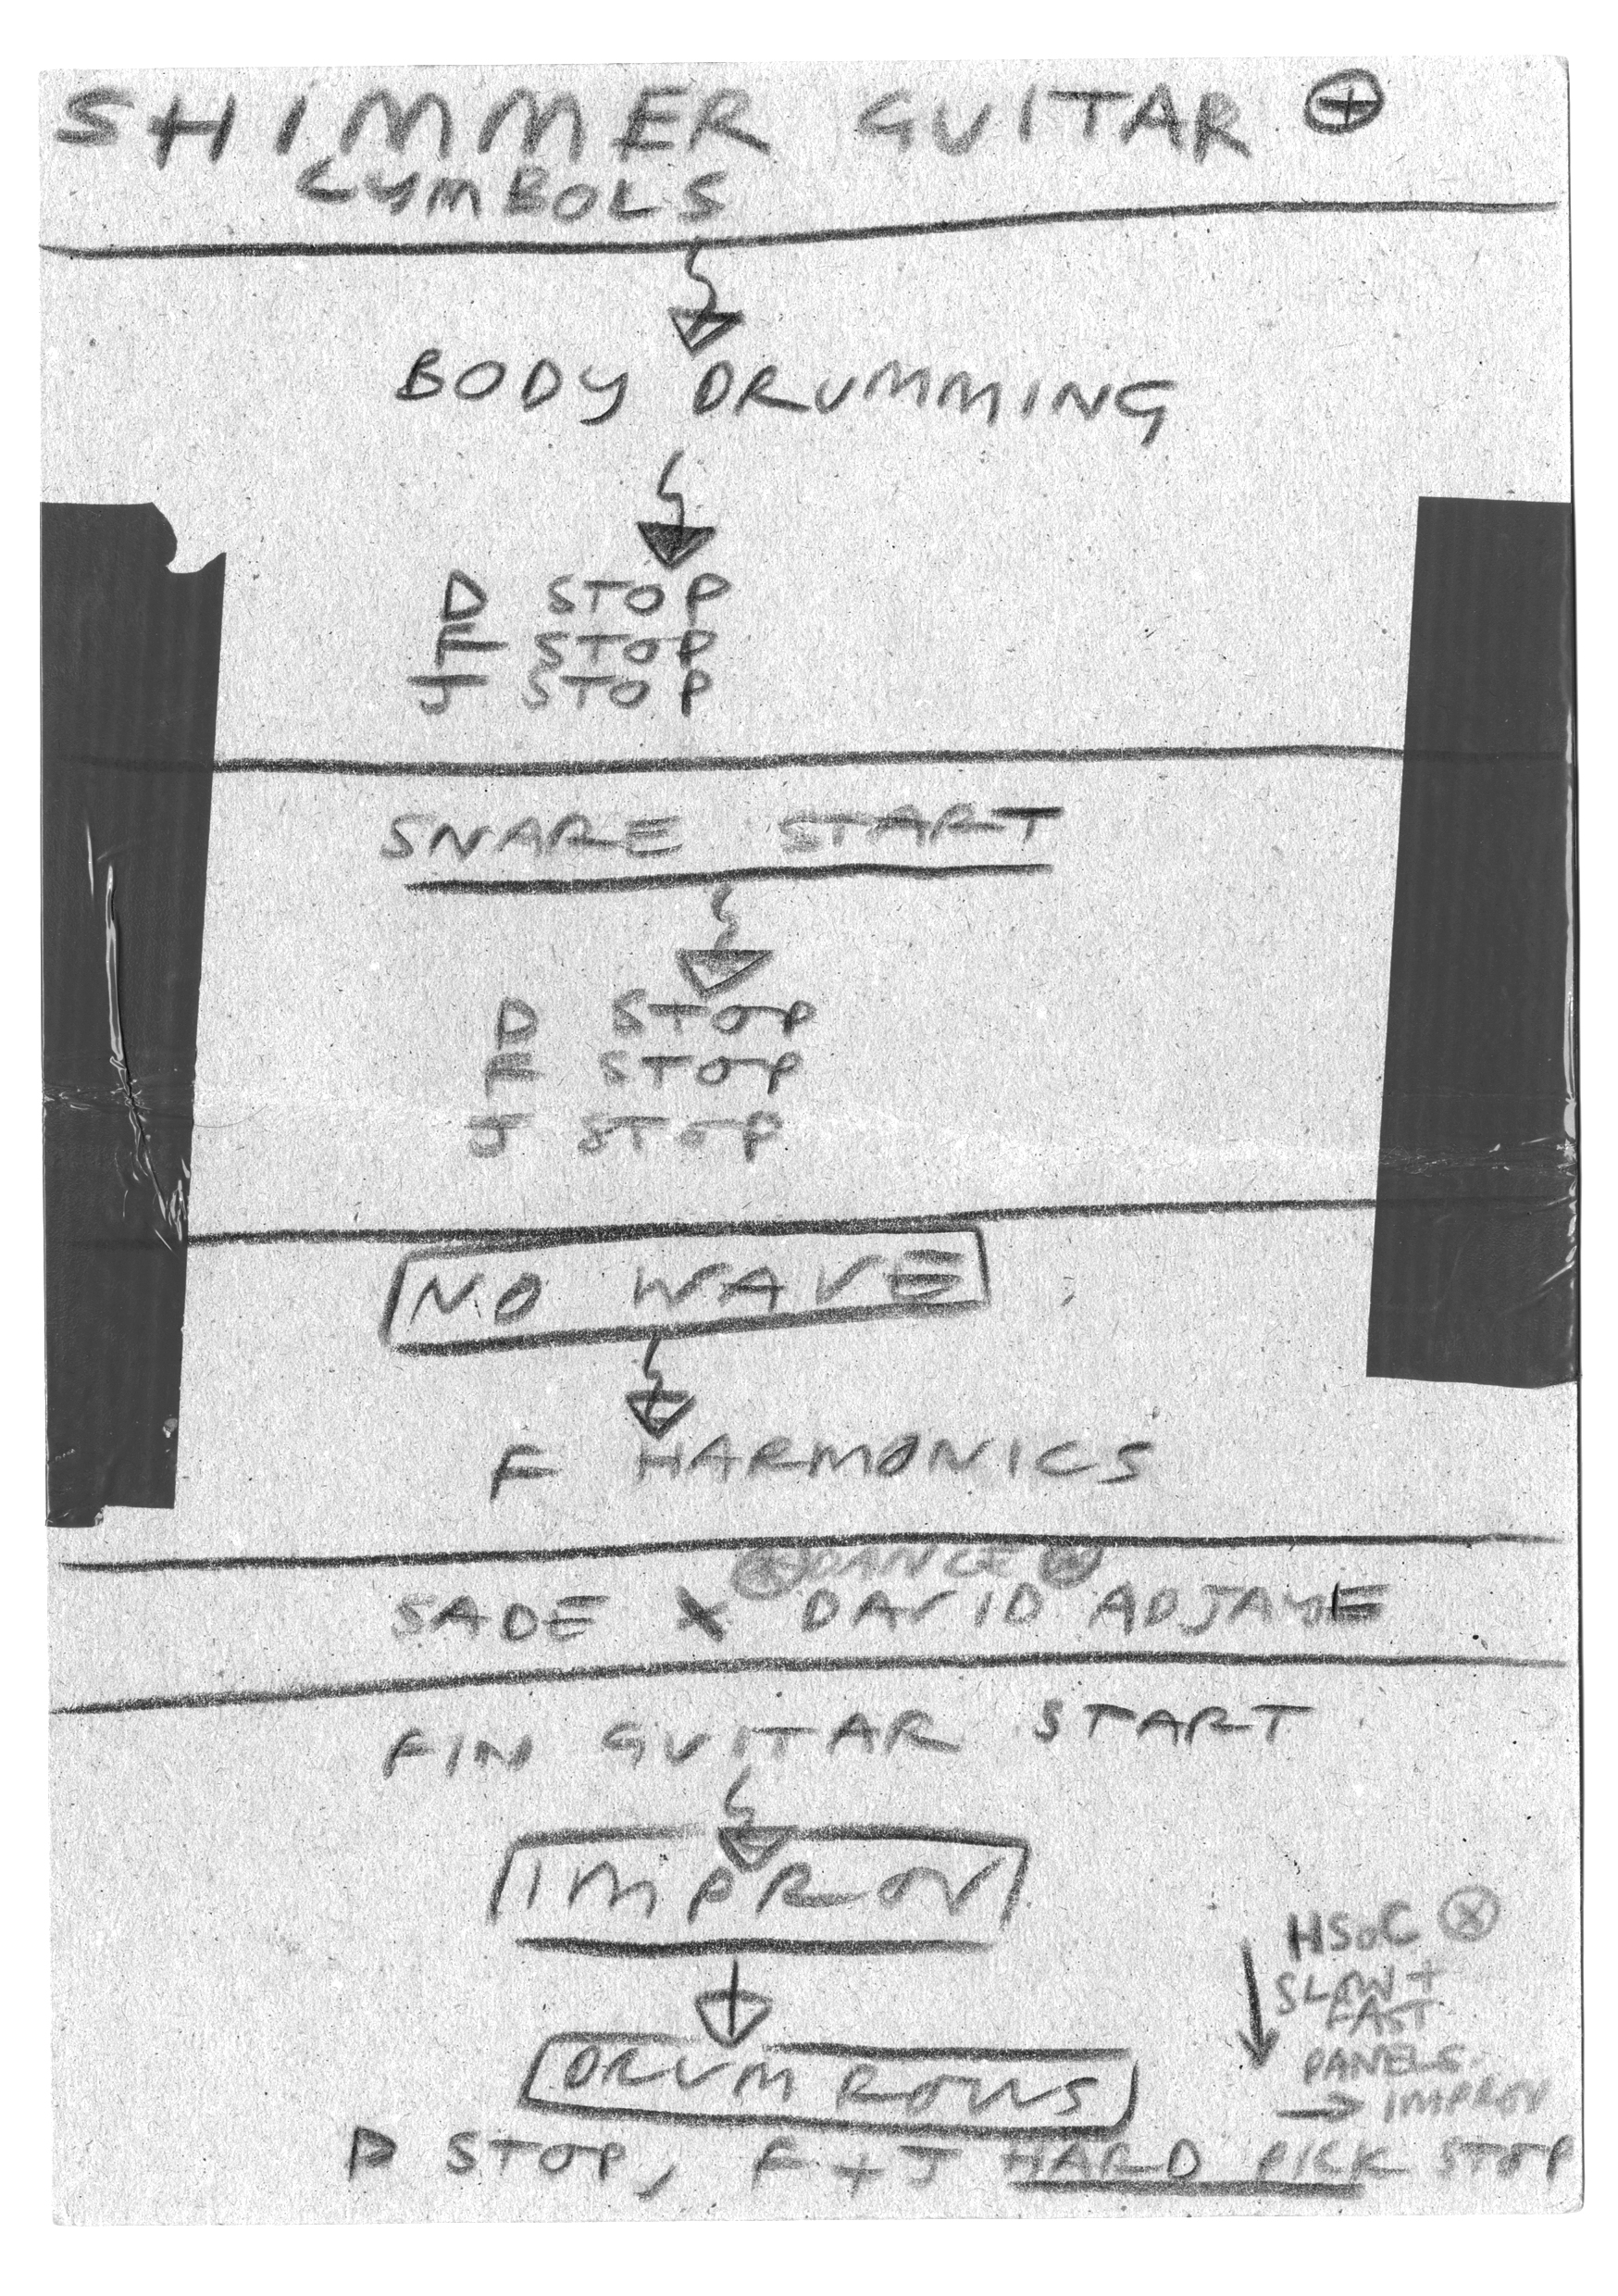 SHIMMER GUITAR ⊕
CYMBOLS
BODY DRUMMING
D STOP
F STOP
J STOP
SNARE START
D STOP
F STOP
J STOP
NO WAVE
F HARMONICS
DANCE
SADE X DAVID ADJAYE
FIN GUITAR START
IMPROV
DRUM ROWS
HSoC ⊗
SLOW +
FAST
PANELS
→ IMPROV
D STOP, F + J HARD PICK STOP